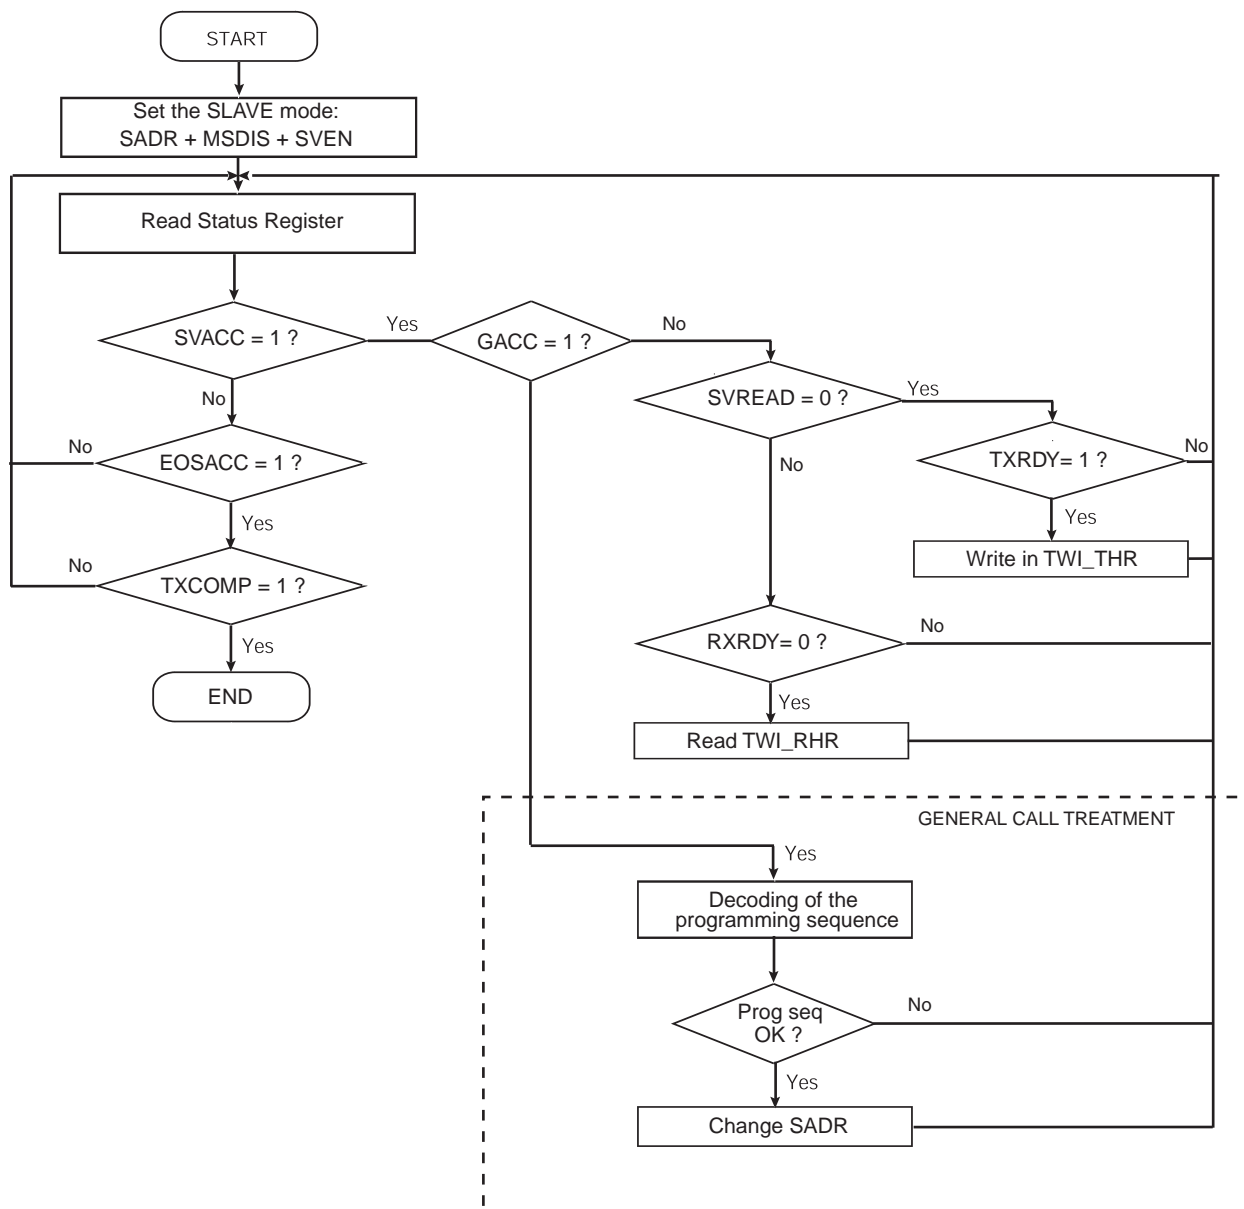 START
Set the SLAVE mode:
SADR + MSDIS + SVEN
Read Status Register
SVACC = 1 ?
Yes
GACC = 1 ?
No
SVREAD = 0 ?
Yes
No
EOSACC = 1 ?
No
TXRDY= 1 ?
No
No
Yes
Yes
Write in TWI_THR
TXCOMP = 1 ?
No
Yes
RXRDY= 0 ?
No
END
Yes
Read TWI_RHR
GENERAL CALL TREATMENT
Yes
Decoding of the
programming sequence
Prog seq
OK ?
No
Yes
Change SADR